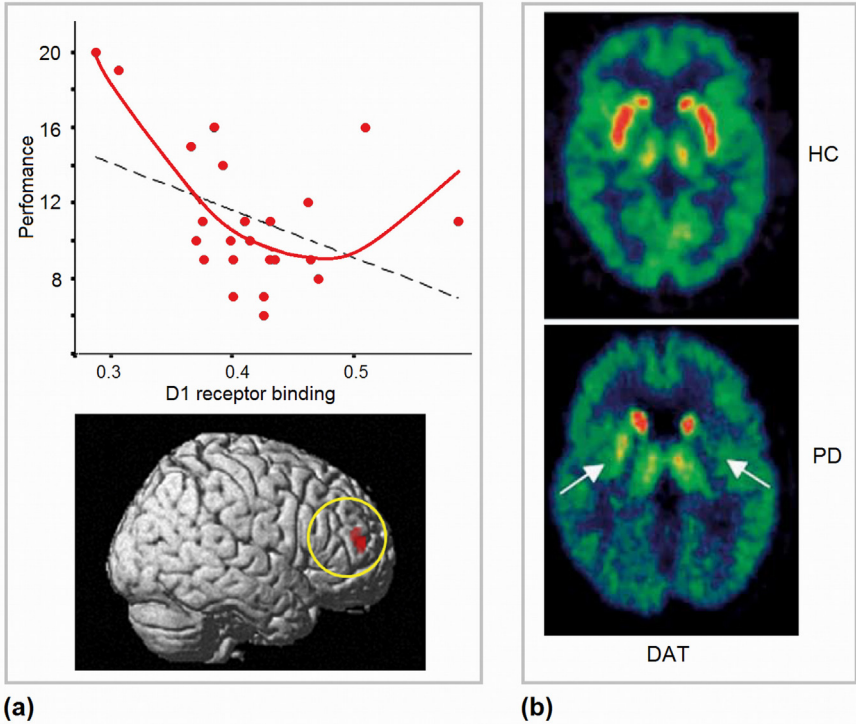 20
16
12
8
Perfomance
0.3
0.4
0.5
D1 receptor binding
HC
PD
DAT
(a)
(b)